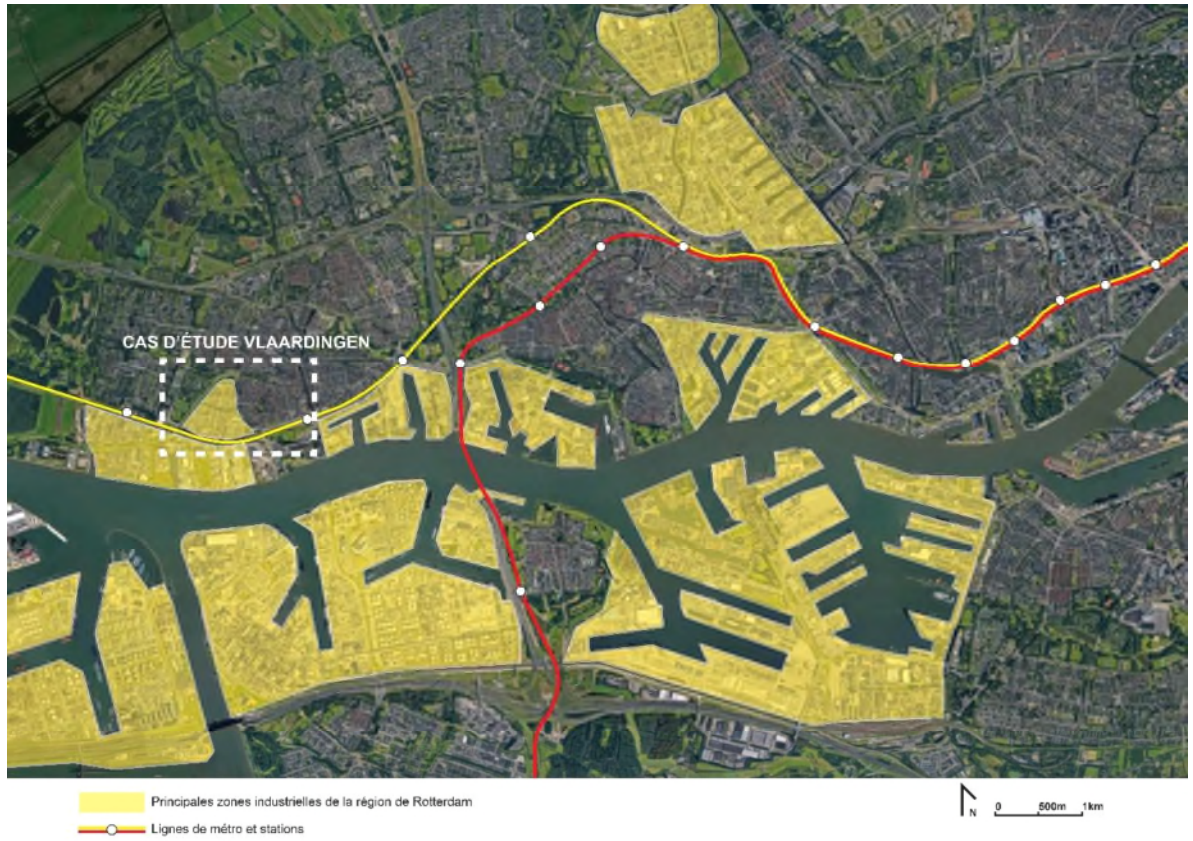 CAS D'ÉTUDE VLAARDINGEN
Principales zones industrielles de la région de Rotterdam
Lignes de métro et stations
N
0 500m 1km